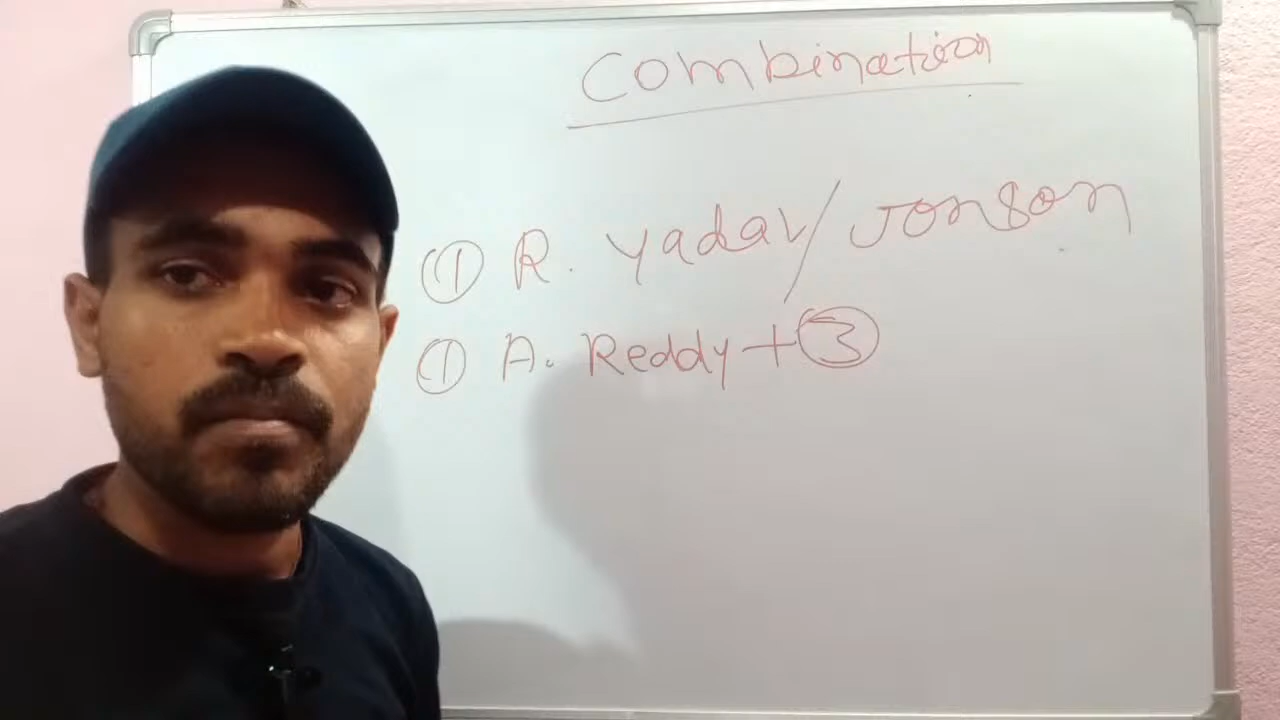 Combination
① R. Yadav/Jonson
① A. Reddy+③